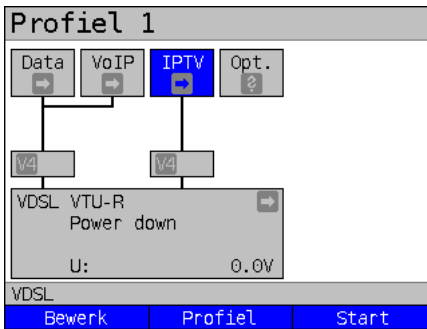 Profiel 1
Data VoIP IPTV Opt.
?
V4 V4
VDSL VTU-R
Power down
U: 0.0V
VDSL
Bewerk Profiel Start